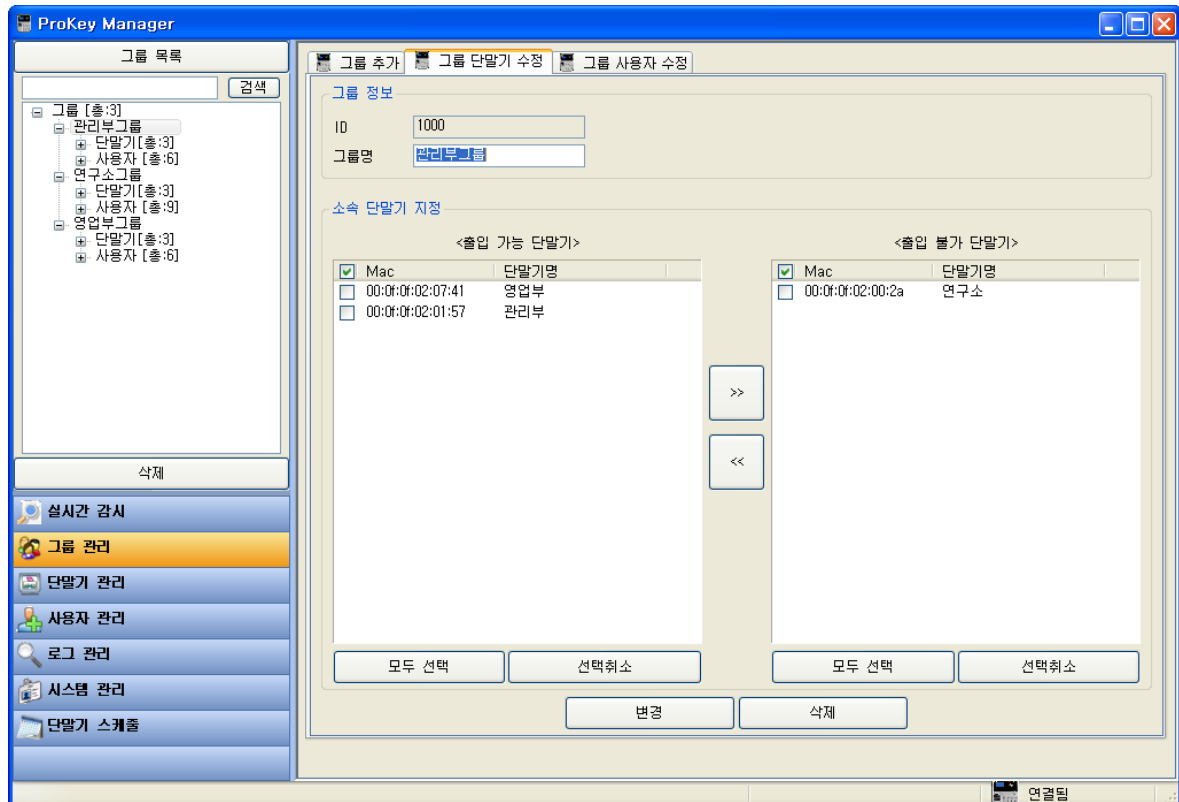 ProKey Manager
그룹 목록
검색
그룹 [총:3]
관리부그룹
단말기[총:3]
사용자 [총:6]
연구소그룹
단말기[총:3]
사용자 [총:9]
영업부그룹
단말기[총:3]
사용자 [총:6]
삭제
실시간 감시
그룹 관리
단말기 관리
사용자 관리
로그 관리
시스템 관리
단말기 스케줄
그룹 추가 그룹 단말기 수정 그룹 사용자 수정
그룹 정보
ID 1000
그룹명 관리부그룹
소속 단말기 지정
<출입 가능 단말기>
Mac 단말기명
00:0f:0f:02:07:41 영업부
00:0f:0f:02:01:57 관리부
모두 선택 선택취소
>>
<<
<출입 불가 단말기>
Mac 단말기명
00:0f:0f:02:00:2a 연구소
모두 선택 선택취소
변경 삭제
연결됨